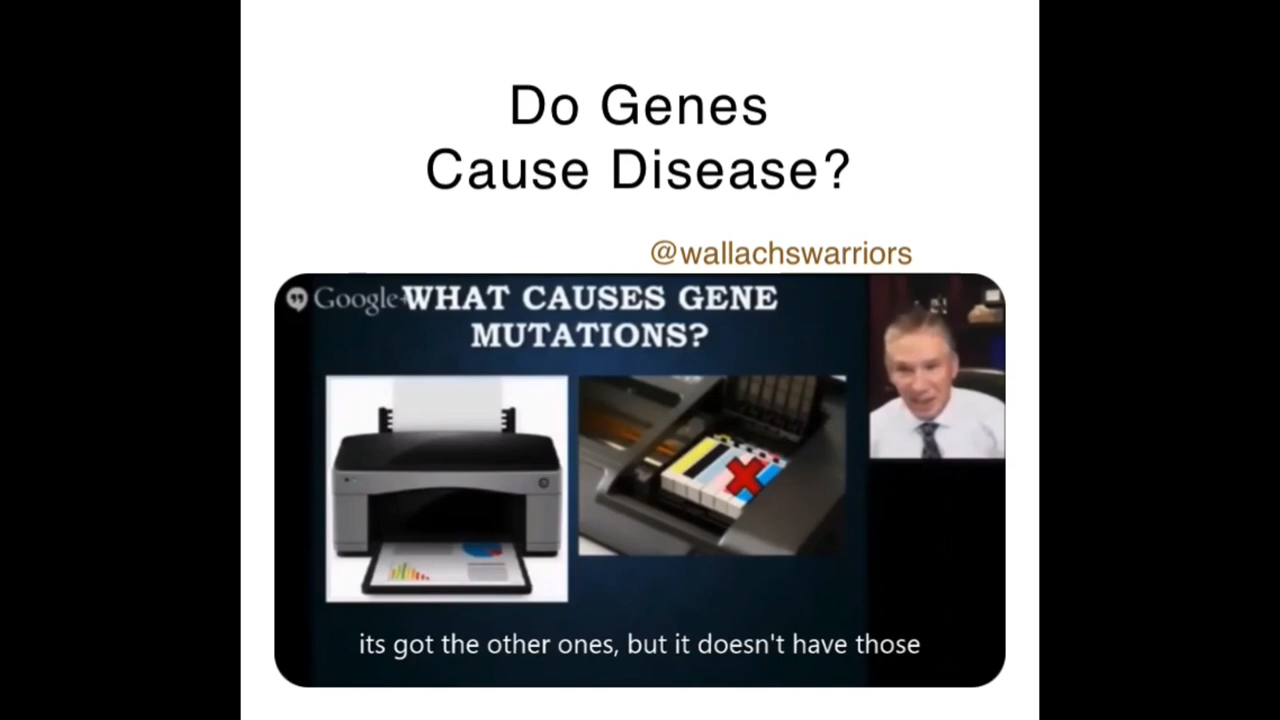 Do Genes
Cause Disease?
@wallachswarriors
Google+
WHAT CAUSES GENE
MUTATIONS?
its got the other ones, but it doesn't have those